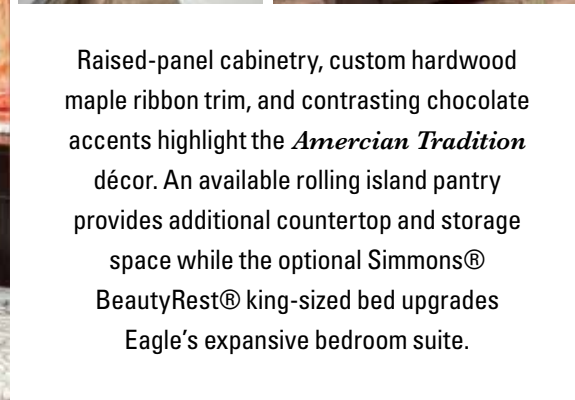 Raised-panel cabinetry, custom hardwood
maple ribbon trim, and contrasting chocolate
accents highlight the Amercian Tradition
décor. An available rolling island pantry
provides additional countertop and storage
space while the optional Simmons®
BeautyRest® king-sized bed upgrades
Eagle’s expansive bedroom suite.